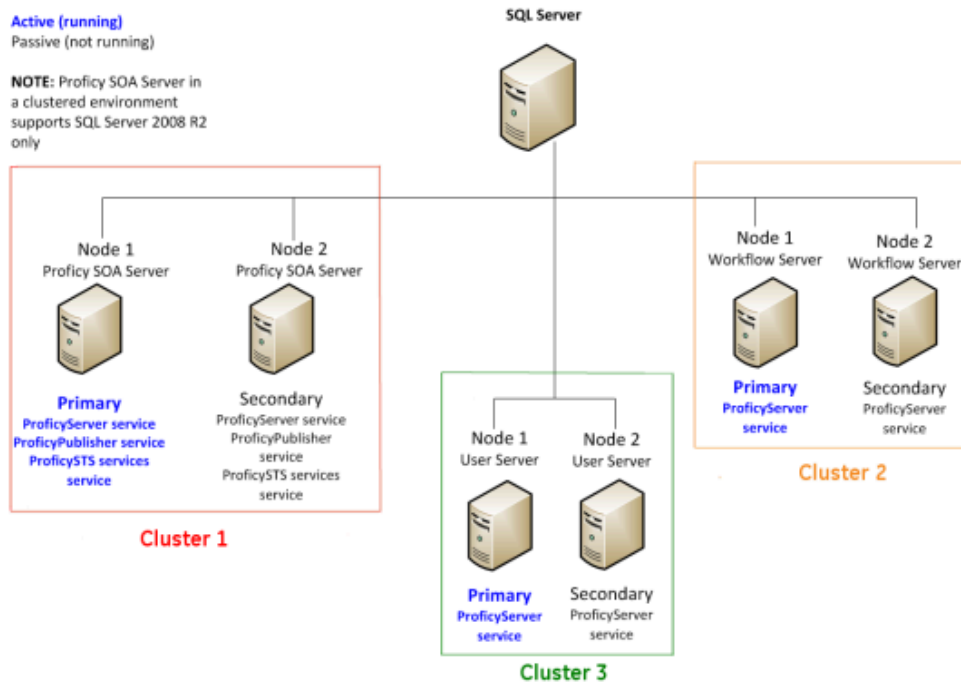 Active (running)
Passive (not running)
NOTE: Proficy SOA Server in
a clustered environment
supports SQL Server 2008 R2
only
SQL Server
Node 1
Proficy SOA Server
Primary
ProficyServer service
ProficyPublisher service
ProficySTS services
service
Node 2
Proficy SOA Server
Secondary
ProficyServer service
ProficyPublisher
service
ProficySTS services
service
Cluster 1
Node 1
Workflow Server
Primary
ProficyServer
service
Node 2
Workflow Server
Secondary
ProficyServer
service
Cluster 2
Node 1
User Server
Primary
ProficyServer
service
Node 2
User Server
Secondary
ProficyServer
service
Cluster 3